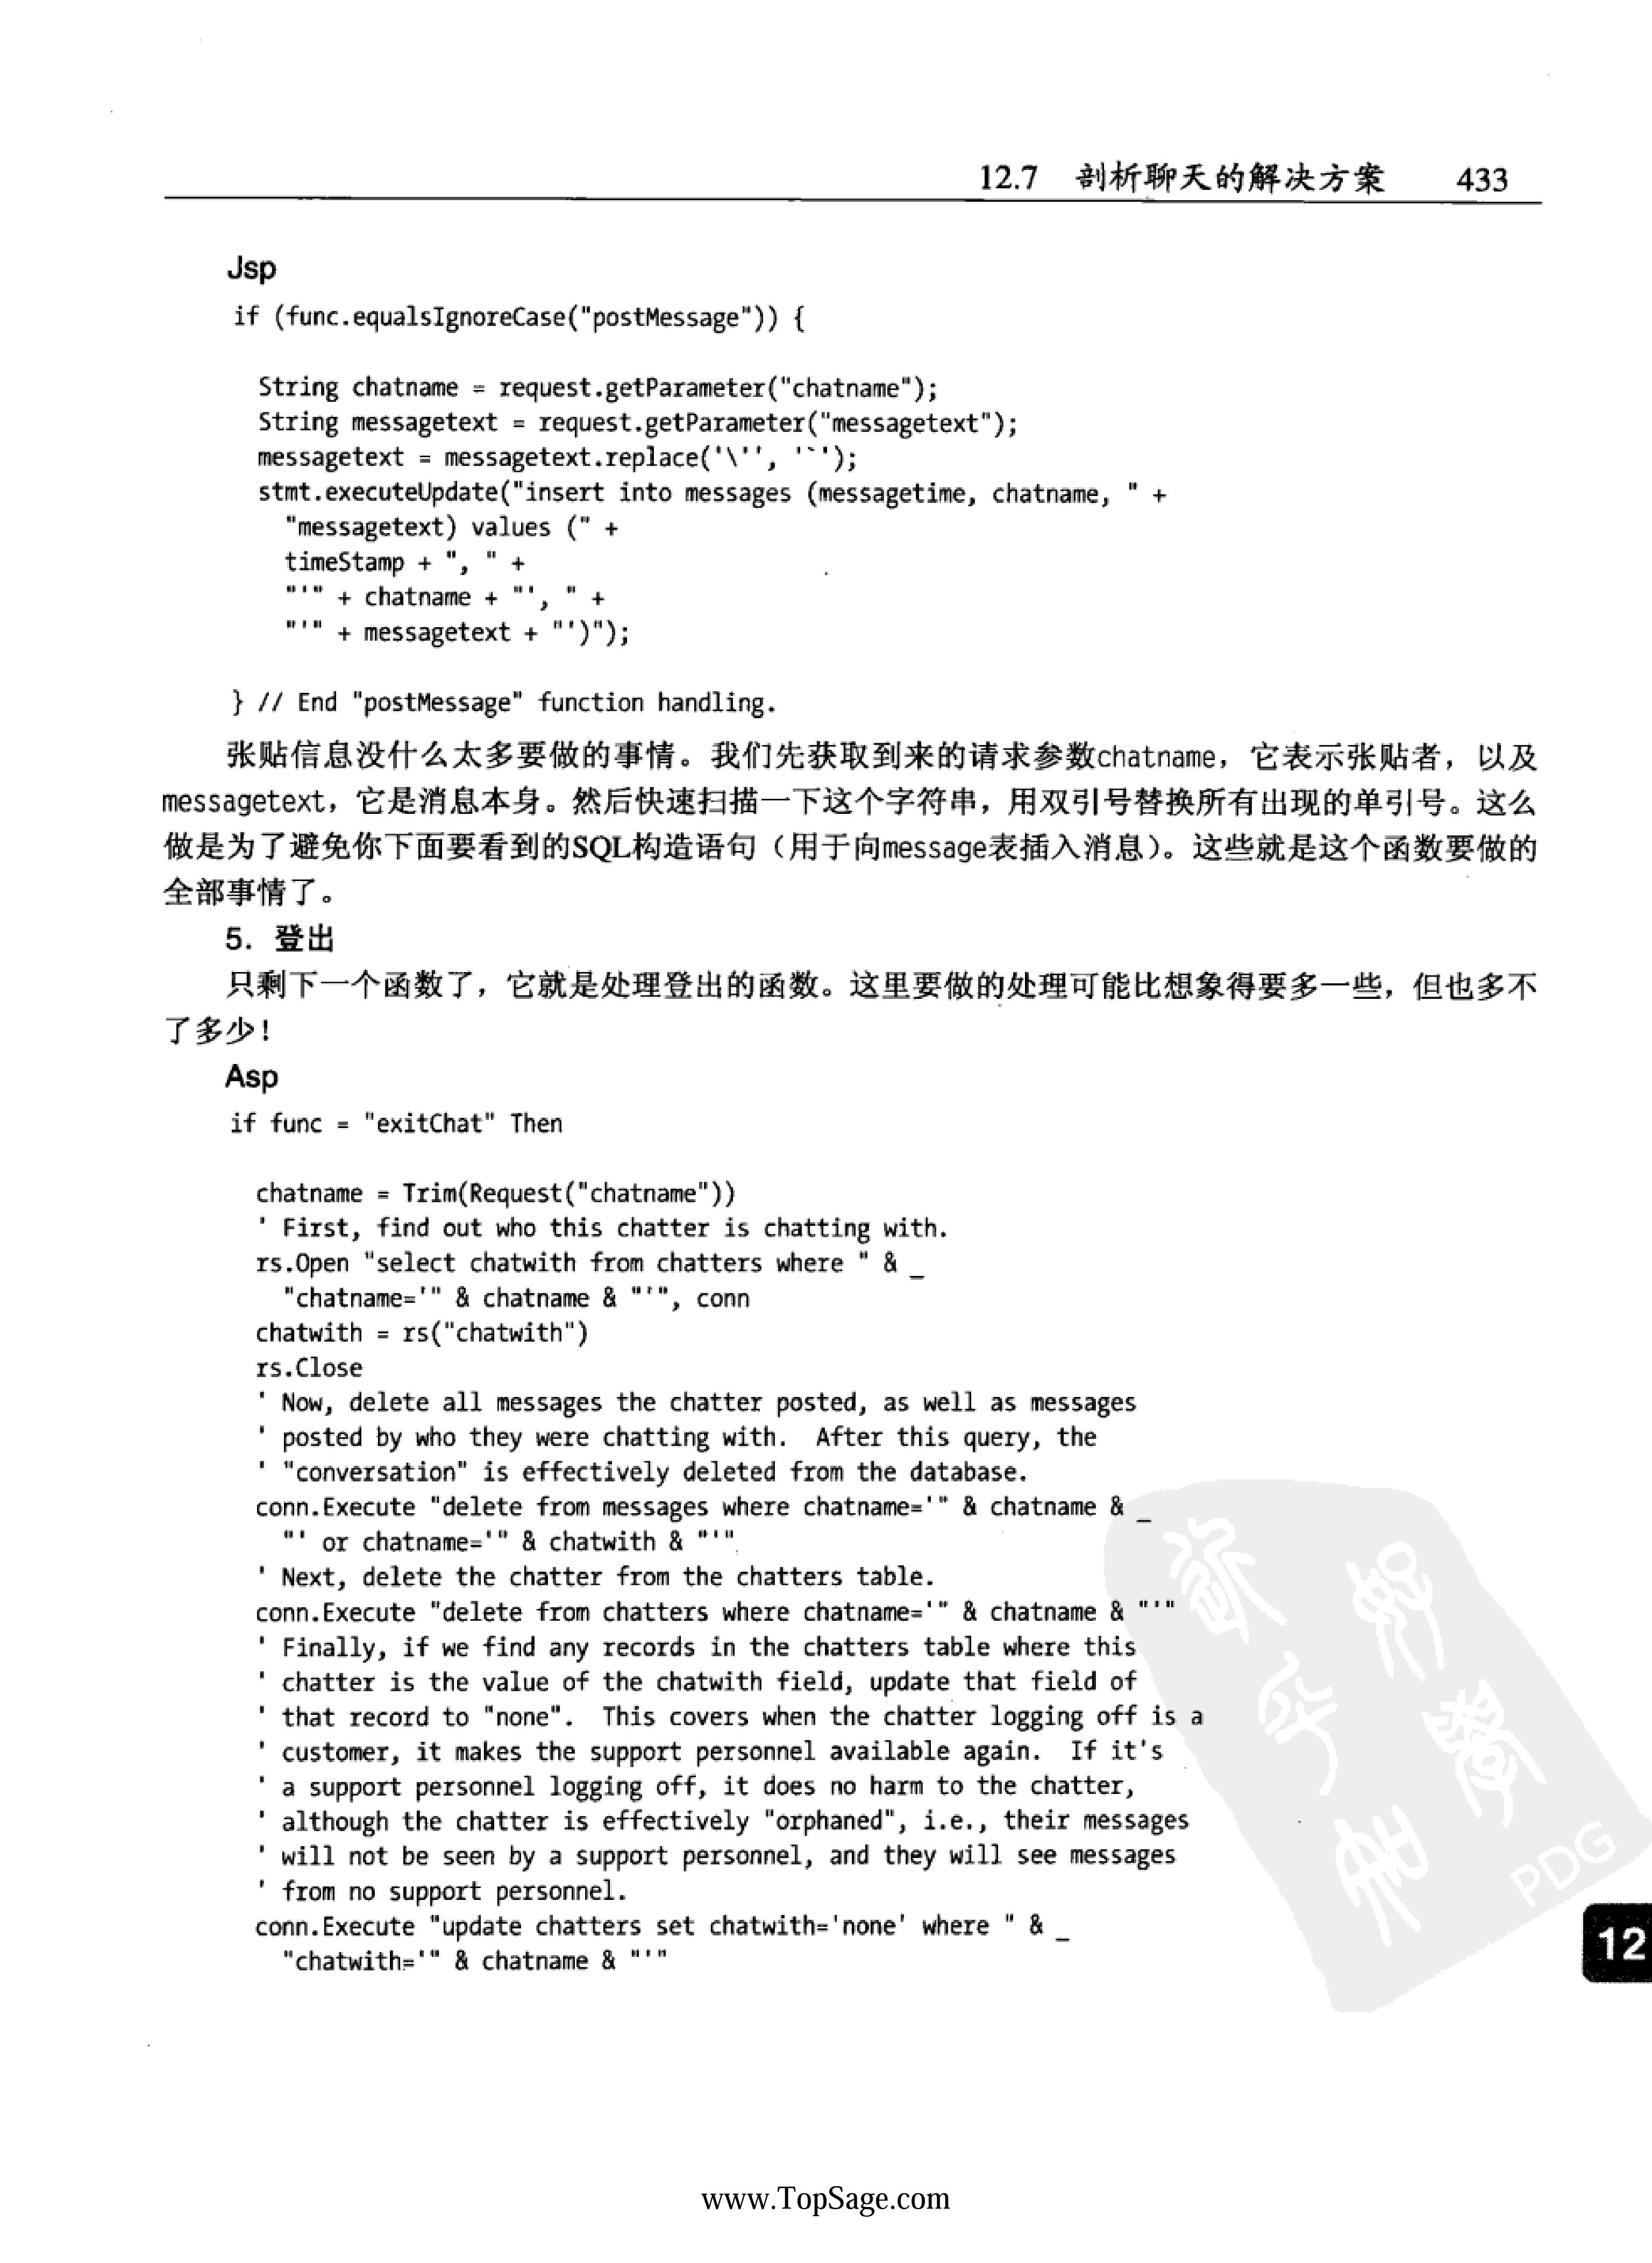 12.7 剖析聊天的解决方案 433
Jsp
if (func.equalsIgnoreCase("postMessage")) {
String chatname = request.getParameter("chatname");
String messagetext = request.getParameter("messagetext");
messagetext = messagetext.replace('\'', '`');
stmt.executeUpdate("insert into messages (messagetime, chatname, " +
"messagetext) values (" +
timeStamp + ", " +
"'" + chatname + "', " +
"'" + messagetext + "')");
} // End "postMessage" function handling.
张贴信息没什么太多要做的事情。我们先获取到来的请求参数chatname，它表示张贴者，以及
messagetext，它是消息本身。然后快速扫描一下这个字符串，用双引号替换所有出现的单引号。这么
做是为了避免你下面要看到的SQL构造语句（用于向message表插入消息）。这些就是这个函数要做的
全部事情了。
5. 登出
只剩下一个函数了，它就是处理登出的函数。这里要做的处理可能比想象得要多一些，但也多不
了多少！
Asp
if func = "exitChat" Then
chatname = Trim(Request("chatname"))
' First, find out who this chatter is chatting with.
rs.Open "select chatwith from chatters where " & _
"chatname='" & chatname & "'", conn
chatwith = rs("chatwith")
rs.Close
' Now, delete all messages the chatter posted, as well as messages
' posted by who they were chatting with.  After this query, the
' "conversation" is effectively deleted from the database.
conn.Execute "delete from messages where chatname='" & chatname & _
"' or chatname='" & chatwith & "'"
' Next, delete the chatter from the chatters table.
conn.Execute "delete from chatters where chatname='" & chatname & "'"
' Finally, if we find any records in the chatters table where this
' chatter is the value of the chatwith field, update that field of
' that record to "none".  This covers when the chatter logging off is a
' customer, it makes the support personnel available again.  If it's
' a support personnel logging off, it does no harm to the chatter,
' although the chatter is effectively "orphaned", i.e., their messages
' will not be seen by a support personnel, and they will see messages
' from no support personnel.
conn.Execute "update chatters set chatwith='none' where " & _
"chatwith='" & chatname & "'"
PDG
12
www.TopSage.com